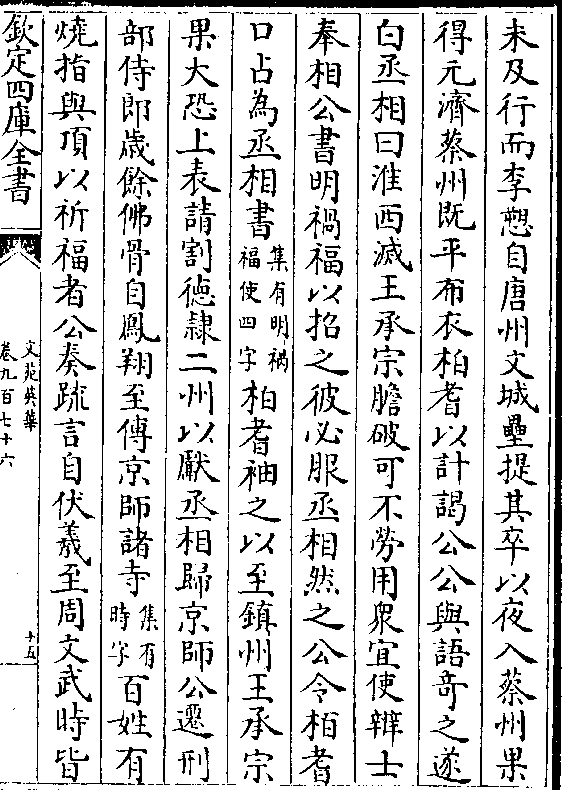 未及行而李愬自唐州文城壘提其卒以夜入蔡州果
得元濟蔡州既平布衣柏耆以計謁公公與語竒之遂
白丞相曰淮西滅王承宗膽破可不勞用衆宜使辯士
奉相公書明禍福以招之彼必服丞相然之公令柏耆
口占為丞相書集有明禍福使四字柏耆袖之以至鎮州王承宗
果大恐上表請割徳隸二州以獻丞相歸京師公遷刑
部侍郎歲餘佛骨自鳳翔至傳京師諸寺集有時字百姓有
燒指與頂以祈福者公奏疏言自伏羲至周文武時皆
欽定四庫全書
文苑英華
卷九百七十六
十五